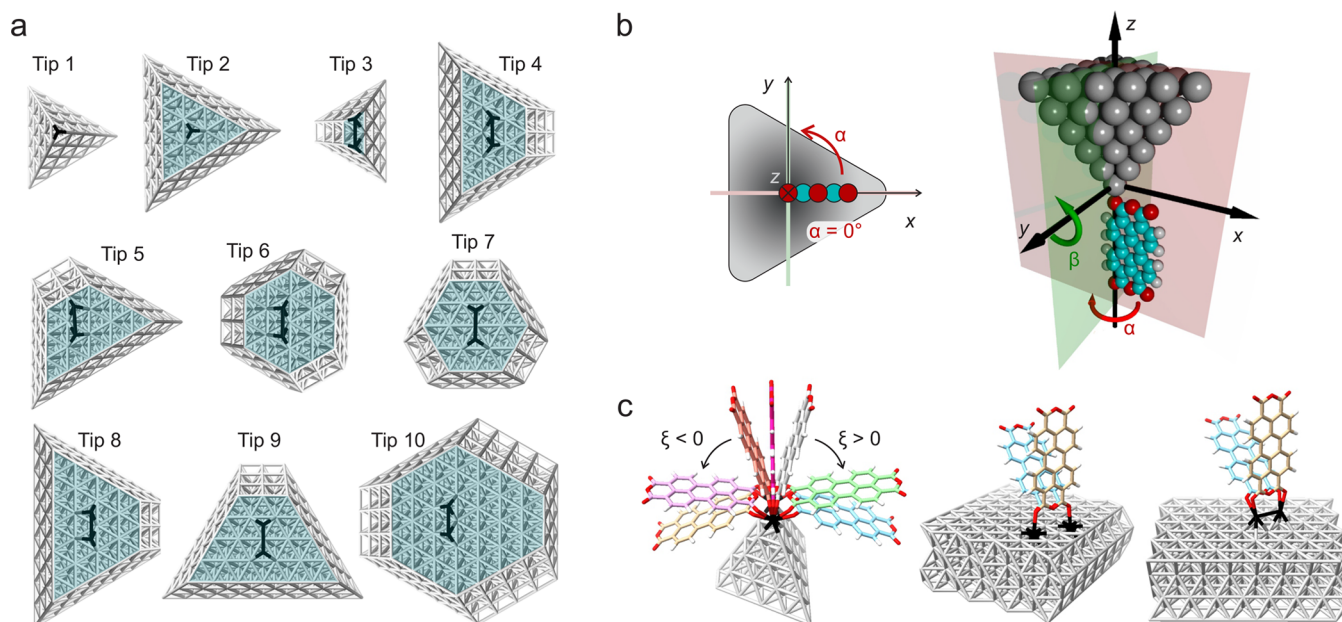 a
Tip 1
Tip 2
Tip 3
Tip 4
Tip 5
Tip 6
Tip 7
Tip 8
Tip 9
Tip 10
b
y
α
z
x
α = 0°
z
y
x
β
α
c
ξ < 0
ξ > 0